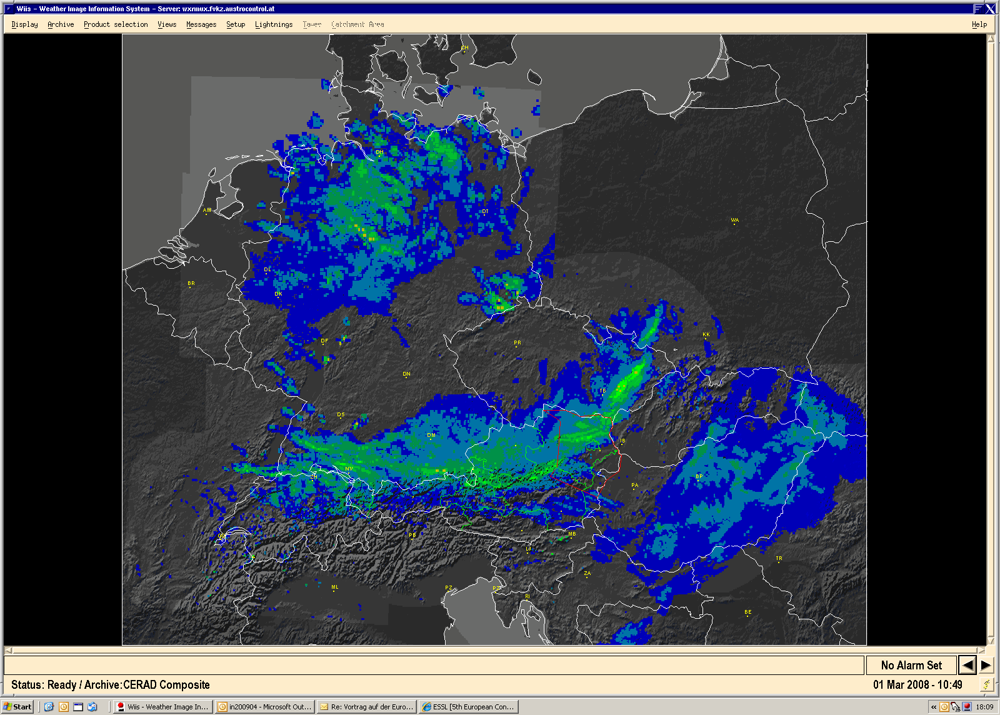 Wiis - Weather Image Information System - Server: wxrmux.fvkz.austrocontrol.at
Display Archive Product selection Views Messages Setup Lightnings Tawes Catchment Area Help
CH
DH
AM
DT
WA
DL
BR
DK
DF
PR
KK
DN
TB
DS
DM
IB
NY
ZH
BP
PA
PB
MB
LJ
TR
ZA
ML
PZ
RI
BE
No Alarm Set
Status: Ready / Archive:CERAD Composite
01 Mar 2008 - 10:49
Start
Wiis - Weather Image In...
in200904 - Microsoft Out...
Re: Vortrag auf der Euro...
ESSL [5th European Con...
18:09